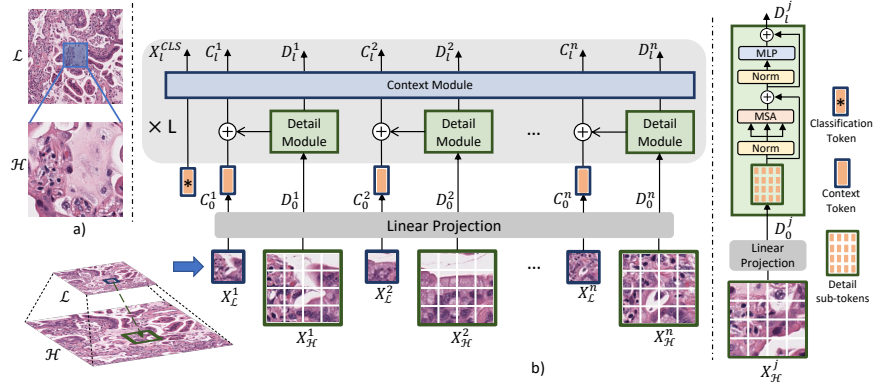 ℒ
ℋ
a)
X_l^{CLS} C_l^1 D_l^1 C_l^2 D_l^2 C_l^n D_l^n
Context Module
× L
Detail Module
Detail Module
...
Detail Module
*
C_0^1 D_0^1 C_0^2 D_0^2 C_0^n D_0^n
Linear Projection
...
X_ℒ^1 X_ℒ^2 X_ℒ^n
X_ℋ^1 X_ℋ^2 X_ℋ^n
ℒ
ℋ
b)
D_l^j
MLP
Norm
MSA
Norm
D_0^j
Linear
Projection
X_ℋ^j
*
Classification
Token
Context
Token
Detail
sub-tokens